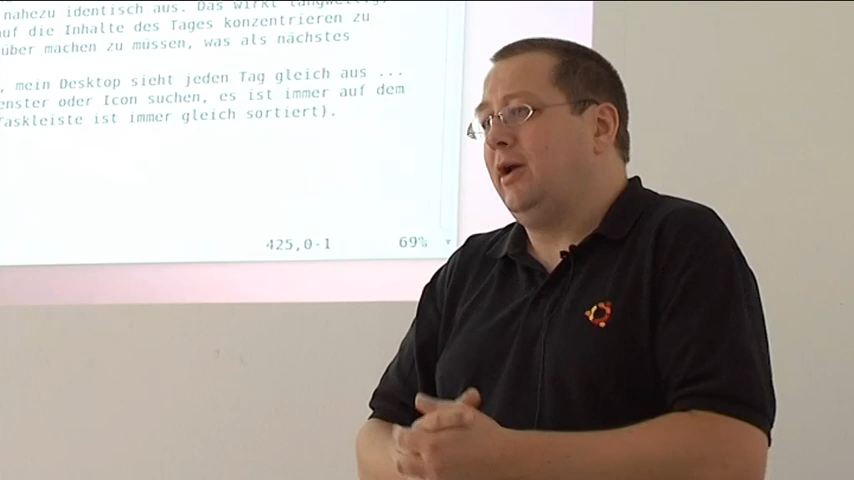 nahezu identisch aus. Das wirkt langweilig,
auf die Inhalte des Tages konzentrieren zu
über machen zu müssen, was als nächstes
, mein Desktop sieht jeden Tag gleich aus ...
enster oder Icon suchen, es ist immer auf dem
Taskleiste ist immer gleich sortiert).
425,0-1 69%